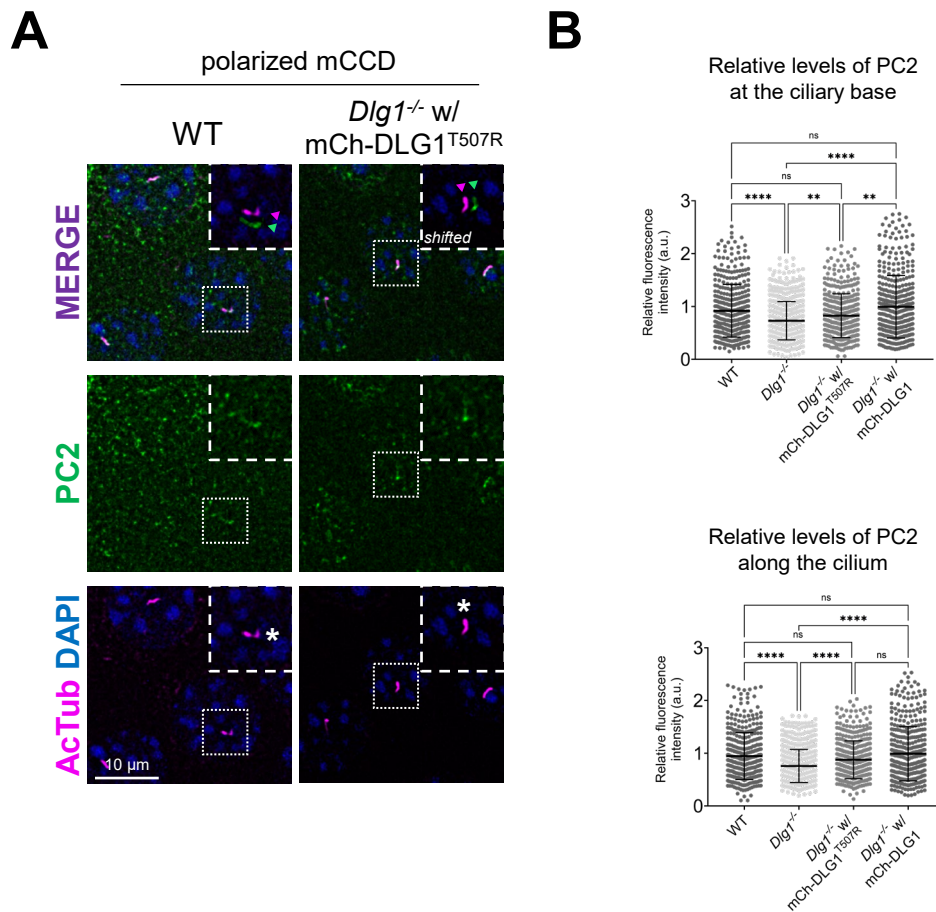 A
polarized mCCD
WT
Dlg1-/- w/
mCh-DLG1T507R
MERGE
shifted
PC2
AcTub DAPI
*
*
10 µm
B
Relative levels of PC2
at the ciliary base
ns
****
ns
**** ** **
Relative fluorescence
intensity (a.u.)
3
2
1
0
WT
Dlg1-/-
Dlg1-/- w/
mCh-DLG1T507R
Dlg1-/- w/
mCh-DLG1
Relative levels of PC2
along the cilium
ns
****
ns
**** **** ns
Relative fluorescence
intensity (a.u.)
3
2
1
0
WT
Dlg1-/-
Dlg1-/- w/
mCh-DLG1T507R
Dlg1-/- w/
mCh-DLG1